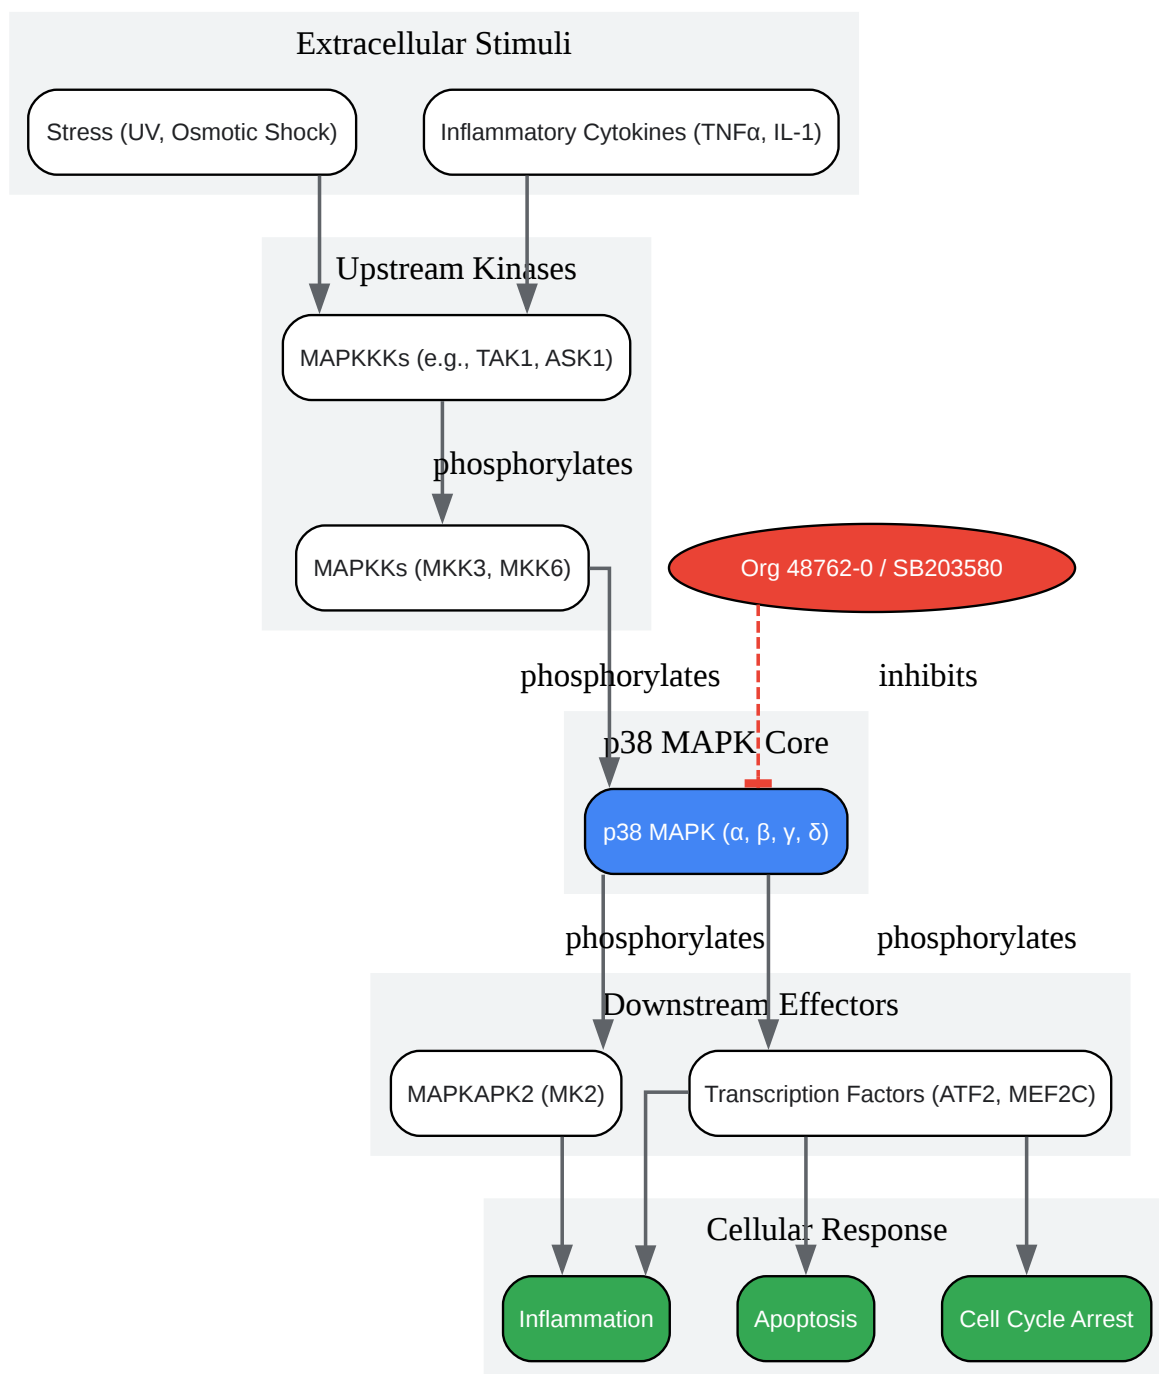 Extracellular Stimuli
Stress (UV, Osmotic Shock)
Inflammatory Cytokines (TNFα, IL-1)
Upstream Kinases
MAPKKKs (e.g., TAK1, ASK1)
phosphorylates
MAPKKs (MKK3, MKK6)
Org 48762-0 / SB203580
phosphorylates
inhibits
p38 MAPK Core
p38 MAPK (α, β, γ, δ)
phosphorylates
phosphorylates
Downstream Effectors
MAPKAPK2 (MK2)
Transcription Factors (ATF2, MEF2C)
Cellular Response
Inflammation
Apoptosis
Cell Cycle Arrest